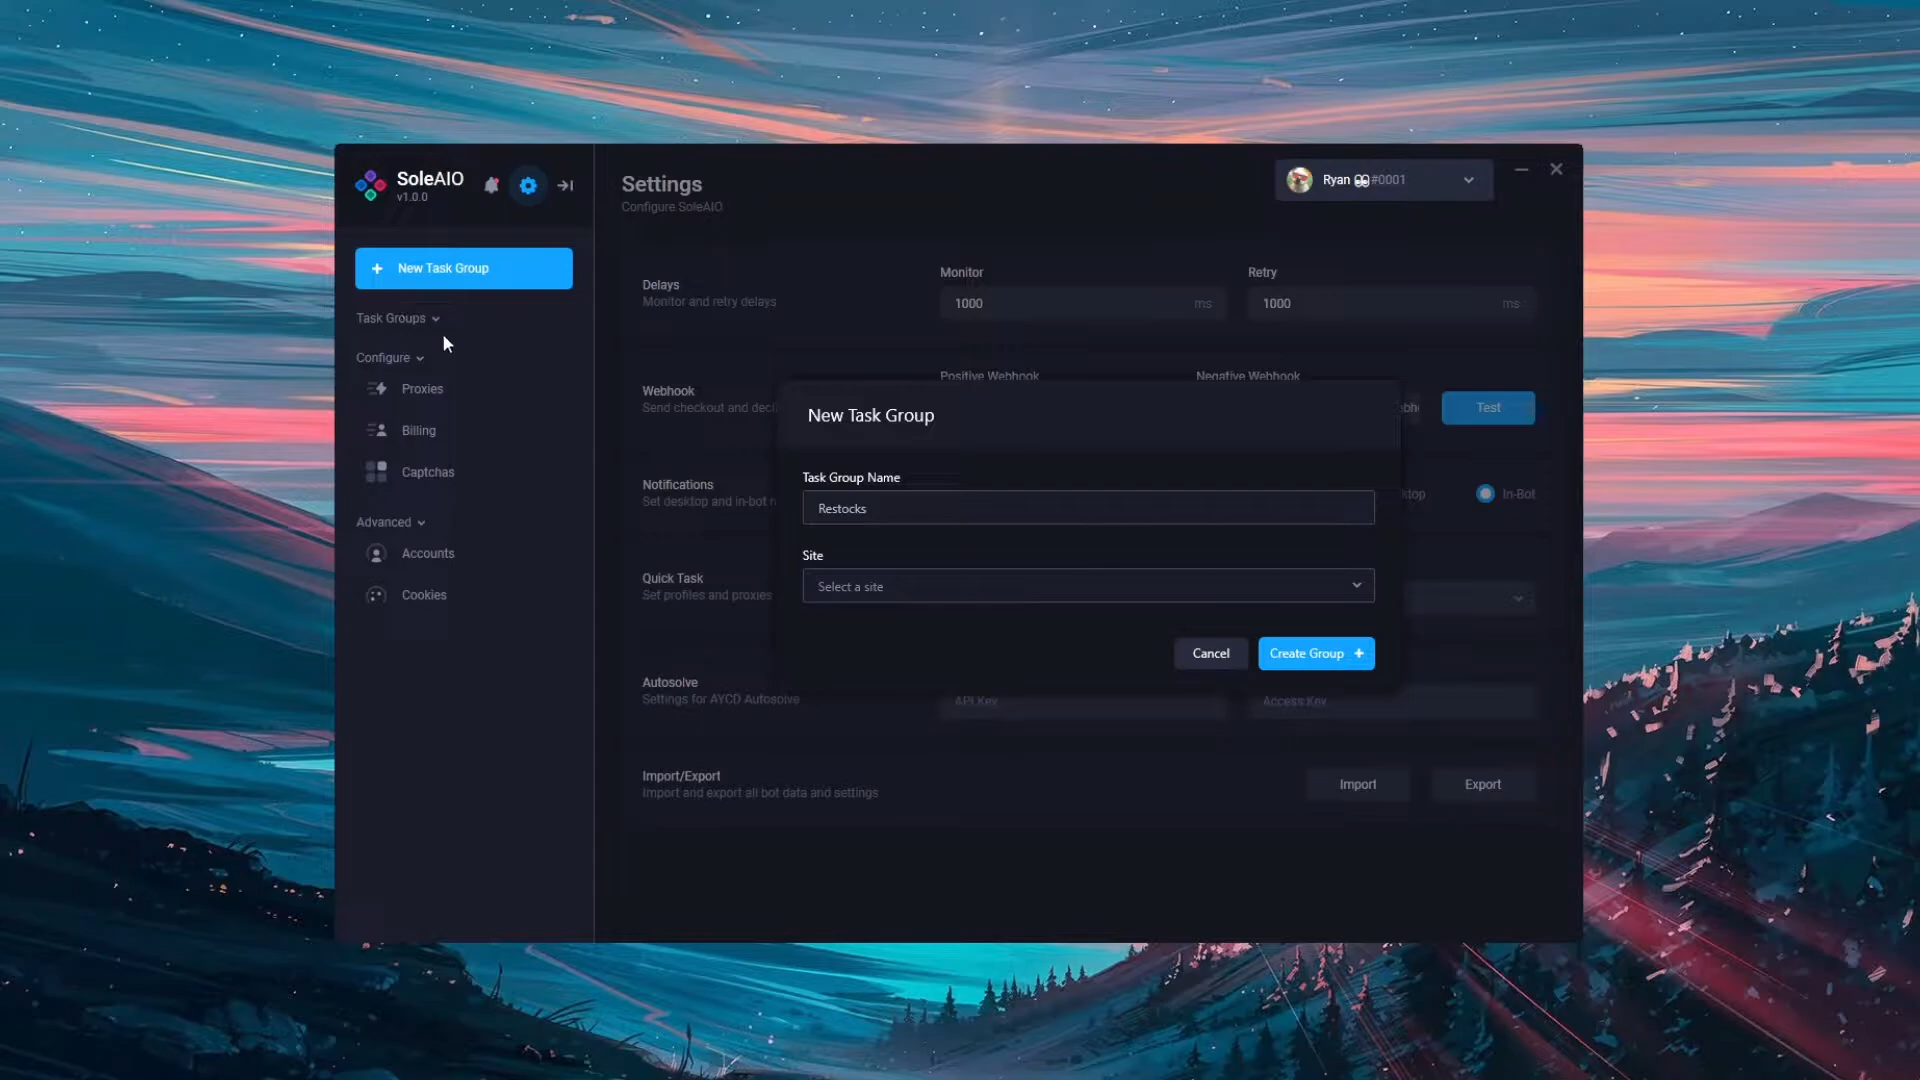 SoleAIO
v1.0.0
Settings
Configure SoleAIO
Ryan #0001
New Task Group
Task Groups
Configure
Proxies
Billing
Captchas
Advanced
Accounts
Cookies
Delays
Monitor and retry delays
Monitor
1000 ms
Retry
1000 ms
Webhook
Send checkout and decli
Positive Webhook
Negative Webhook
Test
Notifications
Set desktop and in-bot
In-Bot
Quick Task
Set profiles and proxies
New Task Group
Task Group Name
Restocks
Site
Select a site
Cancel
Create Group
Autosolve
Settings for AYCD Autosolve
API Key
Access Key
Import/Export
Import and export all bot data and settings
Import
Export